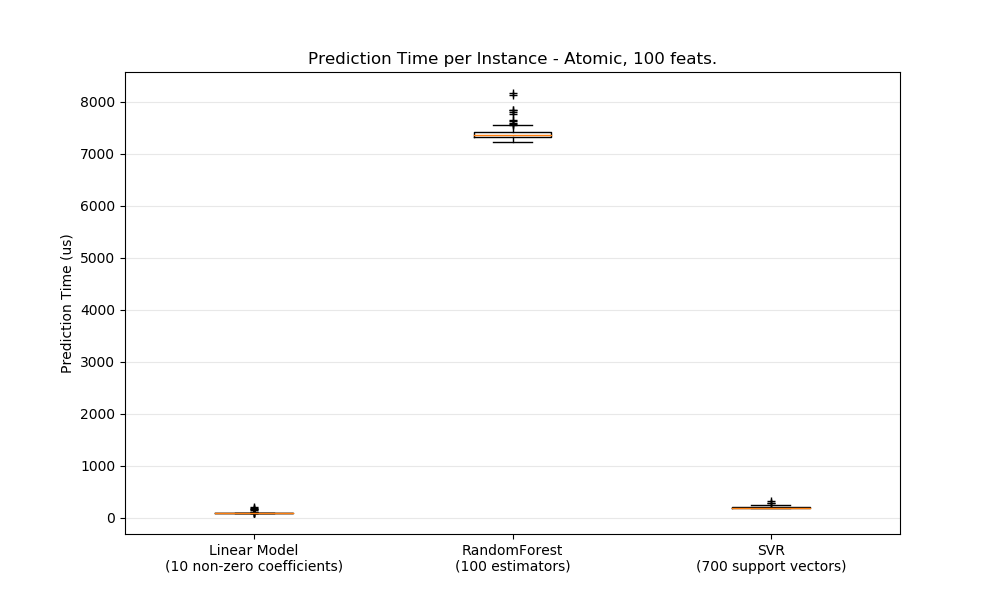 Prediction Time per Instance - Atomic, 100 feats.
Prediction Time (us)
8000
7000
6000
5000
4000
3000
2000
1000
0
Linear Model
(10 non-zero coefficients)
RandomForest
(100 estimators)
SVR
(700 support vectors)